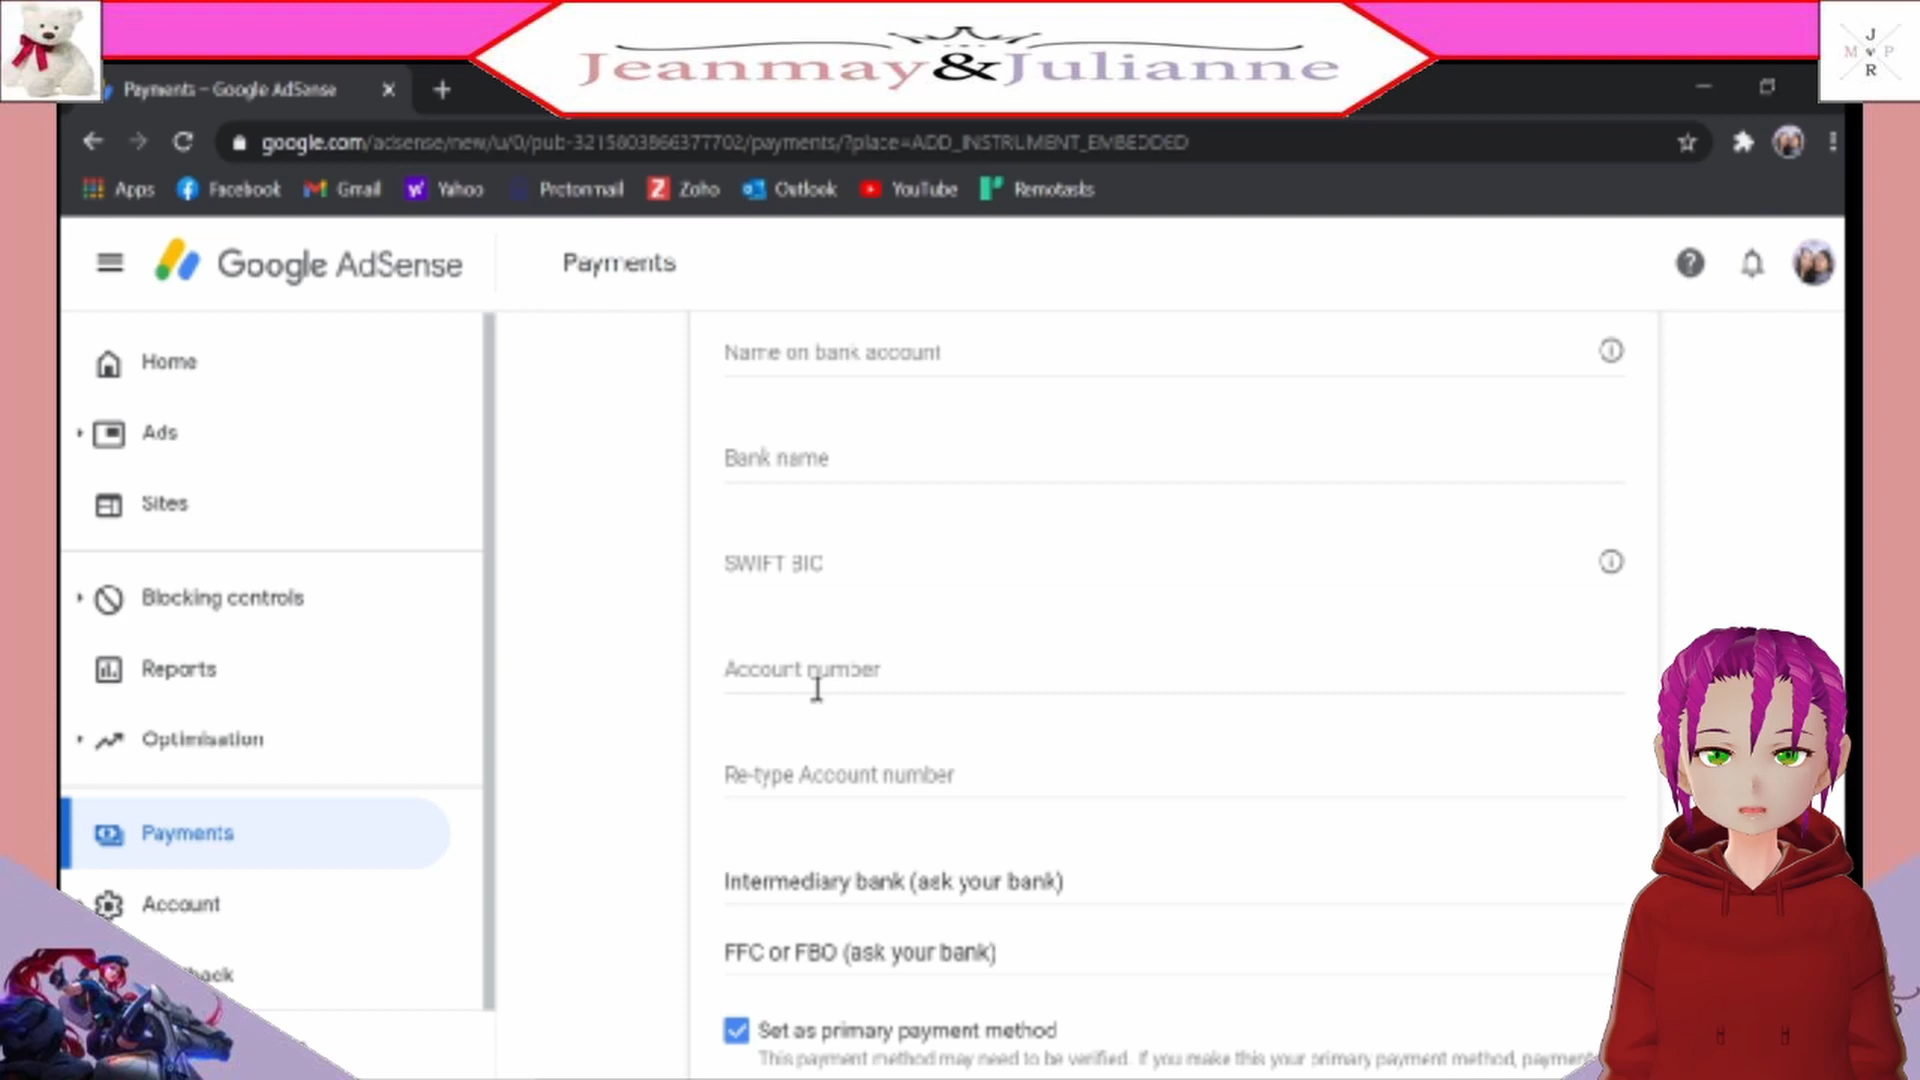 Jeanmay&Julianne
J
M & P
R
Payments – Google AdSense
google.com/adsense/new/u/0/pub-3215803866377702/payments/?place=ADD_INSTRUMENT_EMBEDDED
Apps Facebook Gmail Yahoo Protonmail Zoho Outlook YouTube Remotasks
Google AdSense
Payments
Home
Ads
Sites
Blocking controls
Reports
Optimisation
Payments
Account
back
Name on bank account
Bank name
SWIFT BIC
Account number
Re-type Account number
Intermediary bank (ask your bank)
FFC or FBO (ask your bank)
Set as primary payment method
This payment method may need to be verified. If you make this your primary payment method, payment